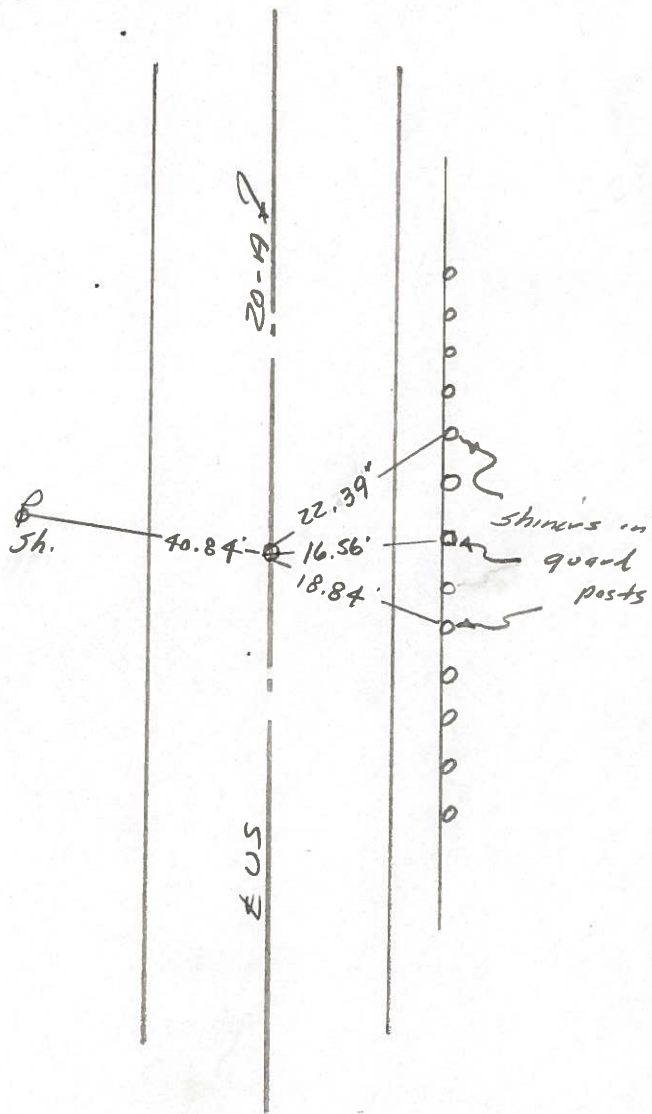 20-19
22.39'
40.84'
16.56'
18.84'
Sh.
shiners in
guard
posts
℄ US